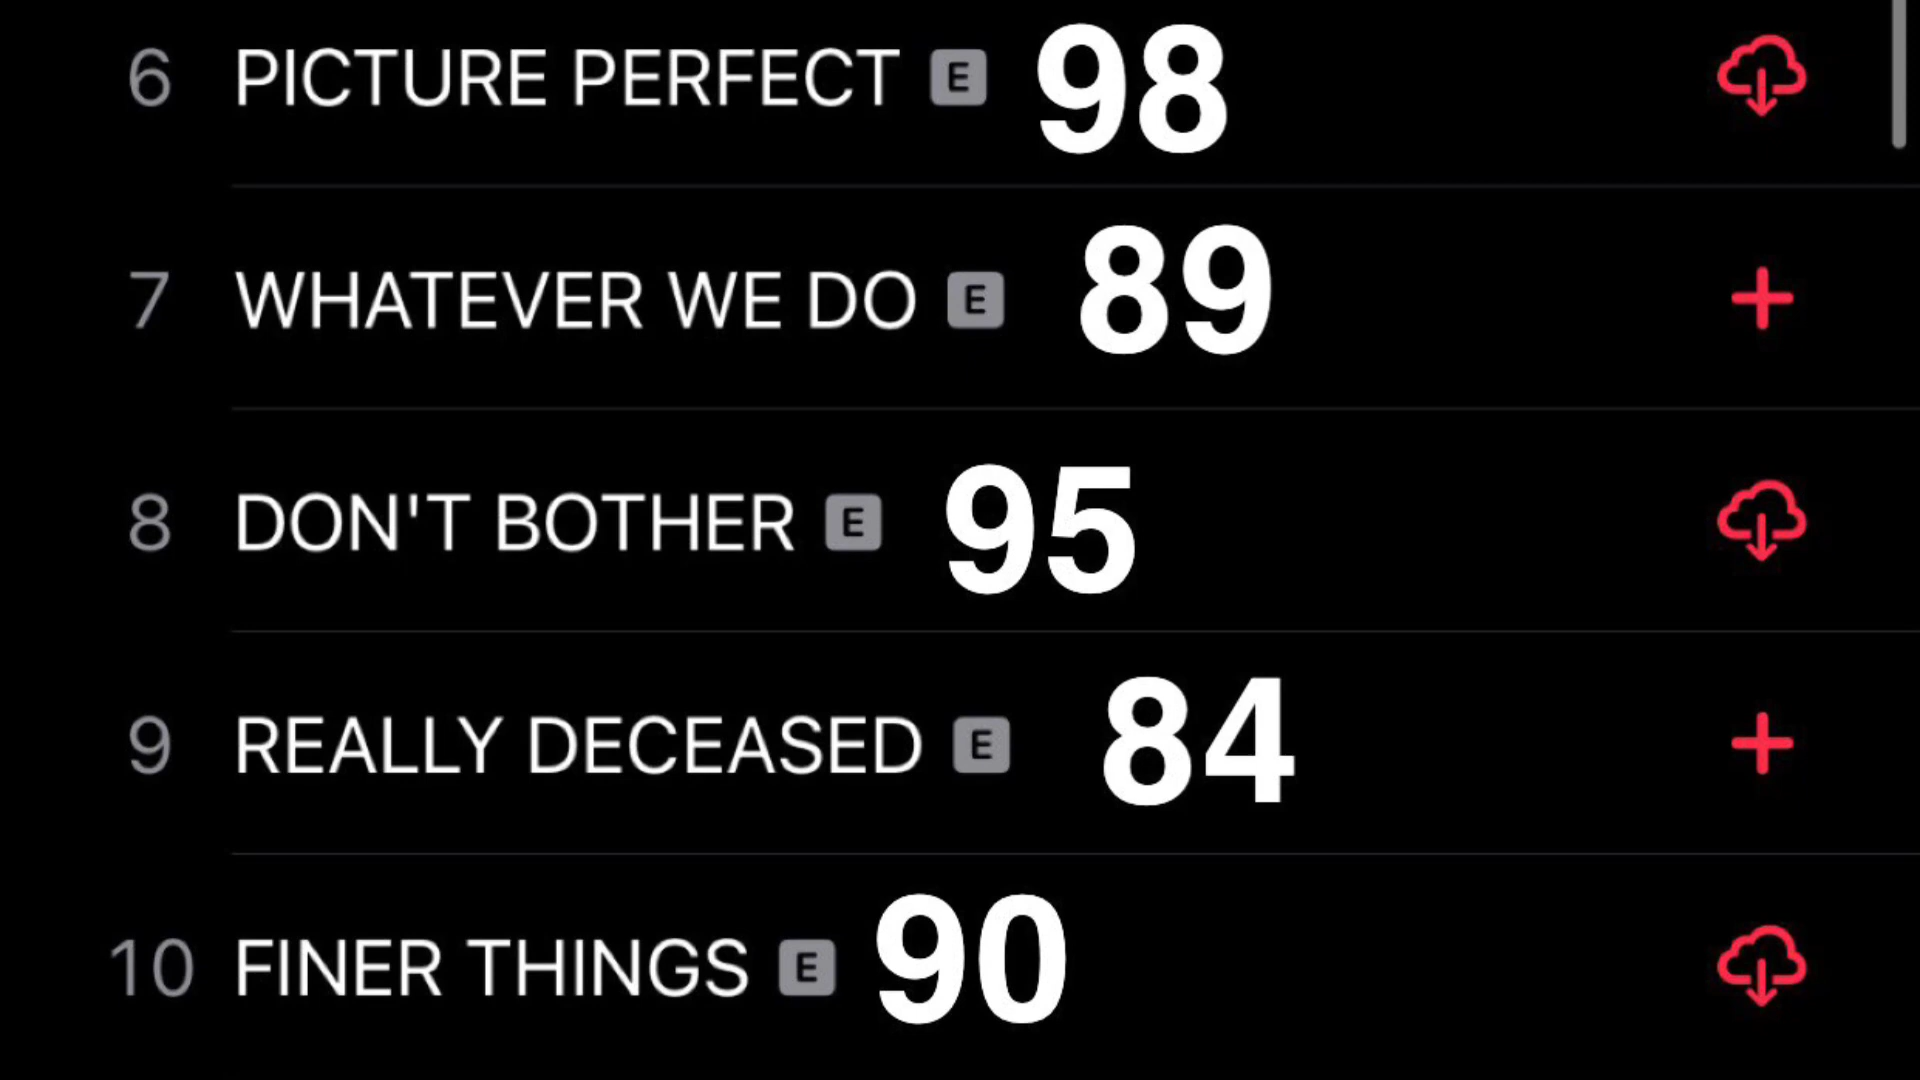 6 PICTURE PERFECT E 98
7 WHATEVER WE DO E 89
8 DON'T BOTHER E 95
9 REALLY DECEASED E 84
10 FINER THINGS E 90